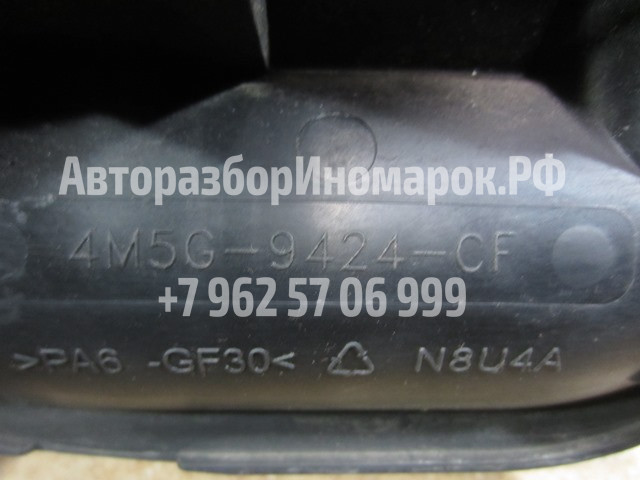 АвторазборИномарок.РФ
4M5G-9424-CF
+7 962 57 06 999
>PA6 -GF30< N8U4A